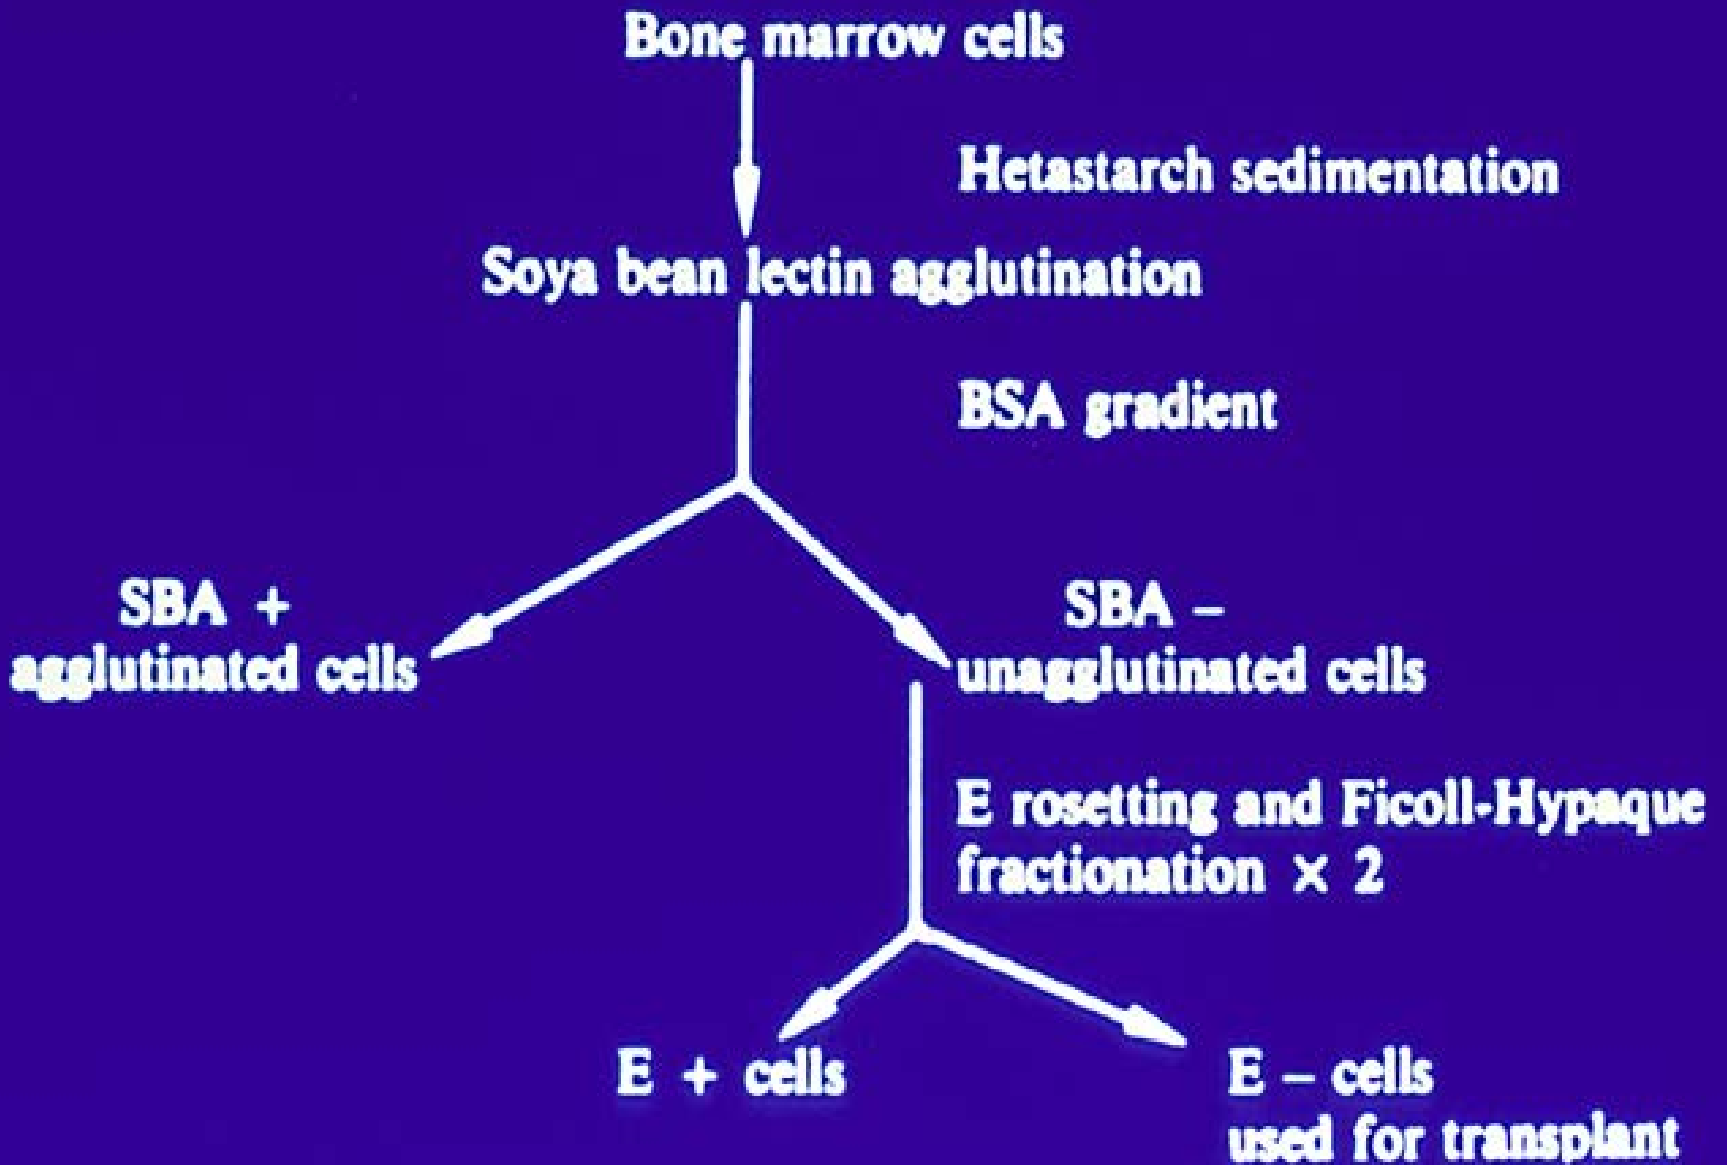 Bone marrow cells
Hetastarch sedimentation
Soya bean lectin agglutination
BSA gradient
SBA +
agglutinated cells
SBA –
unagglutinated cells
E rosetting and Ficoll-Hypaque
fractionation × 2
E + cells
E – cells
used for transplant